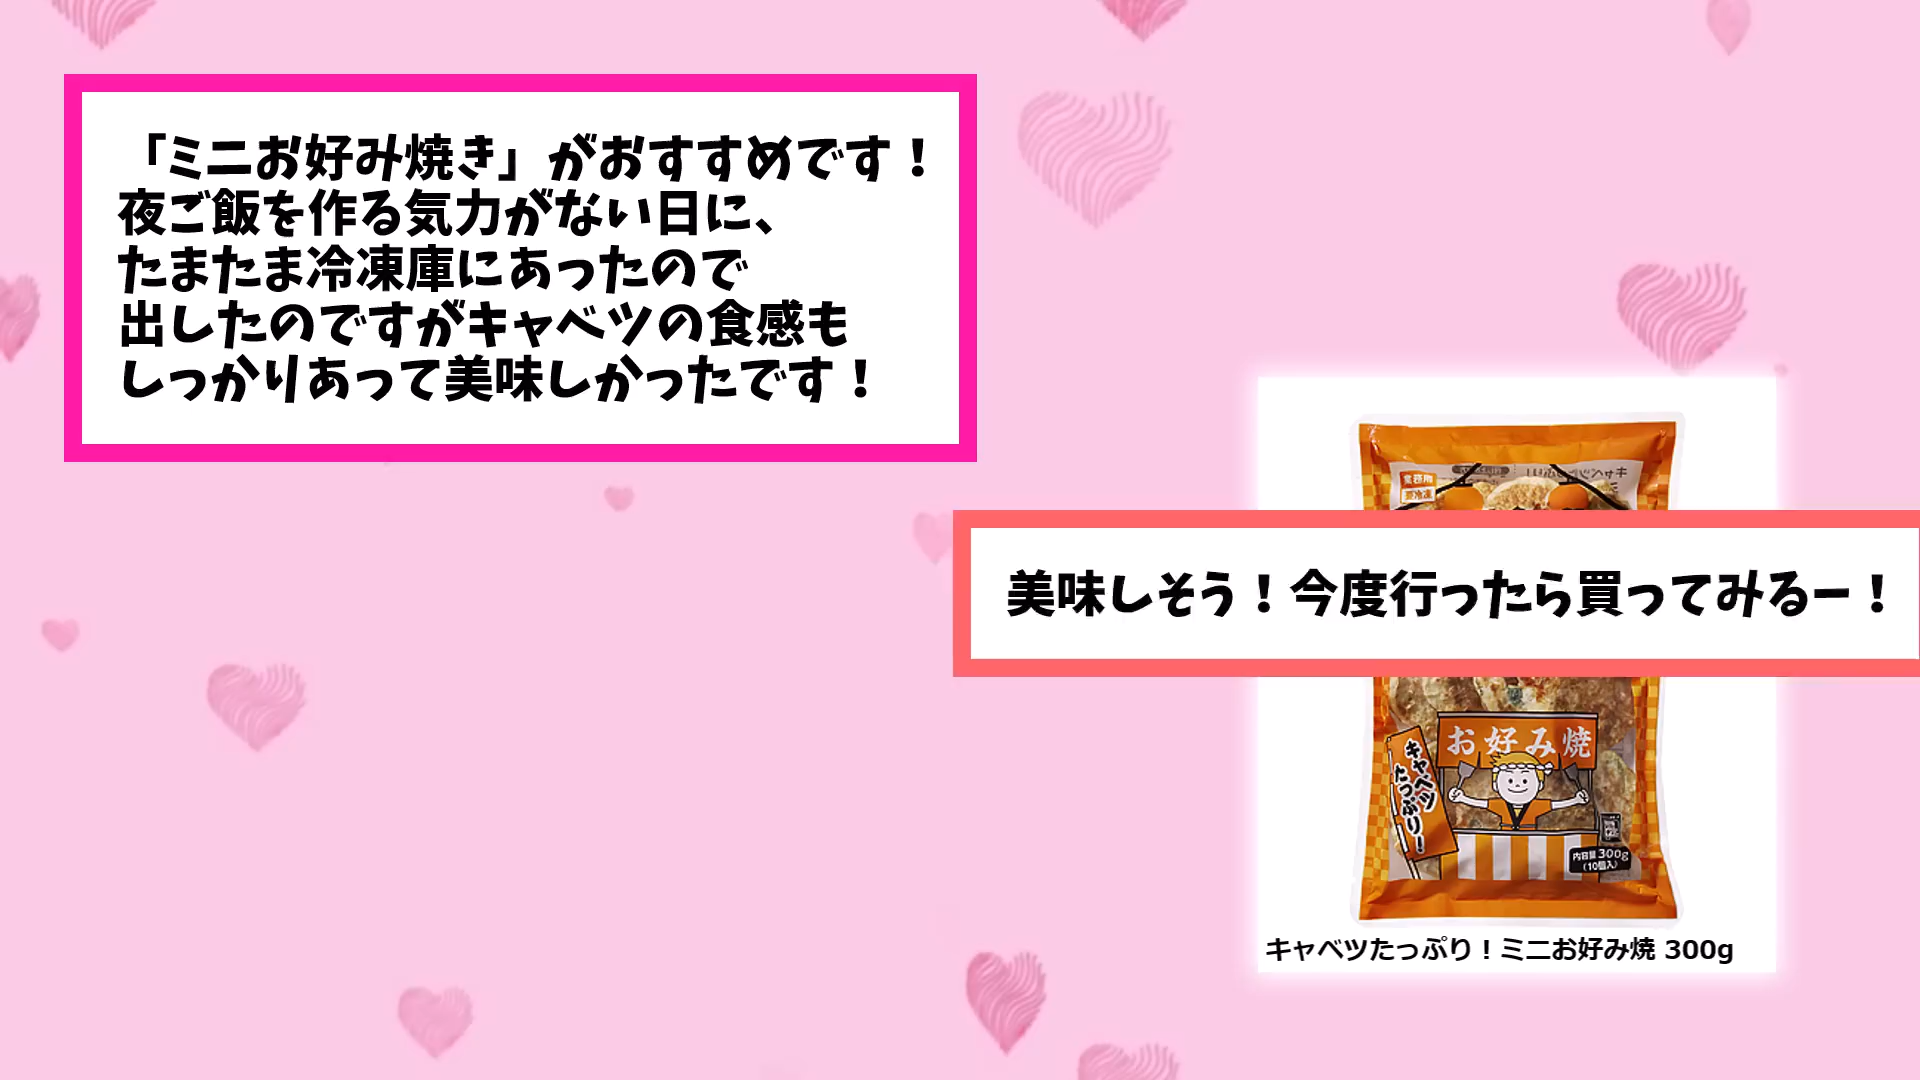 「ミニお好み焼き」がおすすめです！
夜ご飯を作る気力がない日に、
たまたま冷凍庫にあったので
出したのですがキャベツの食感も
しっかりあって美味しかったです！
業務用
要冷凍
美味しそう！今度行ったら買ってみるー！
お好み焼
キャベツ
たっぷり！
内容量300g
(10個入)
キャベツたっぷり！ミニお好み焼 300g